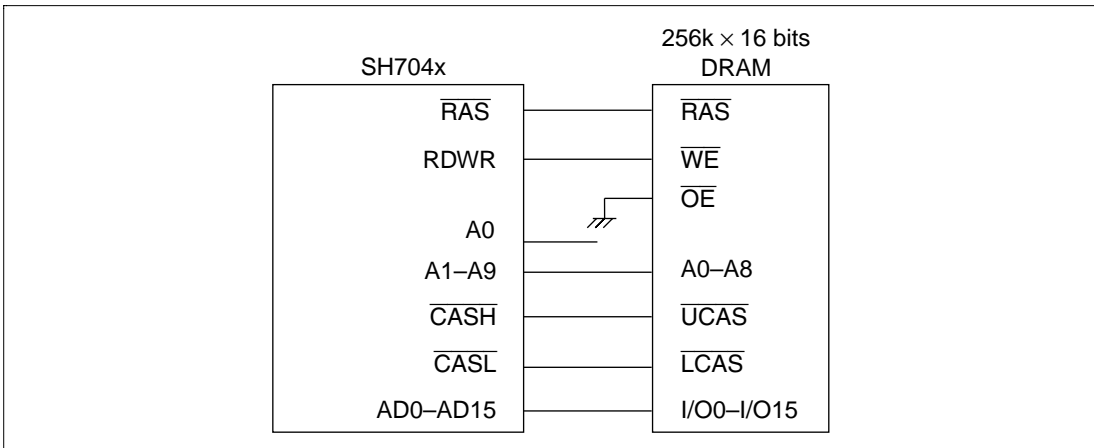 256k × 16 bits
SH704x DRAM
RAS RAS
RDWR WE
OE
A0
A1–A9 A0–A8
CASH UCAS
CASL LCAS
AD0–AD15 I/O0–I/O15